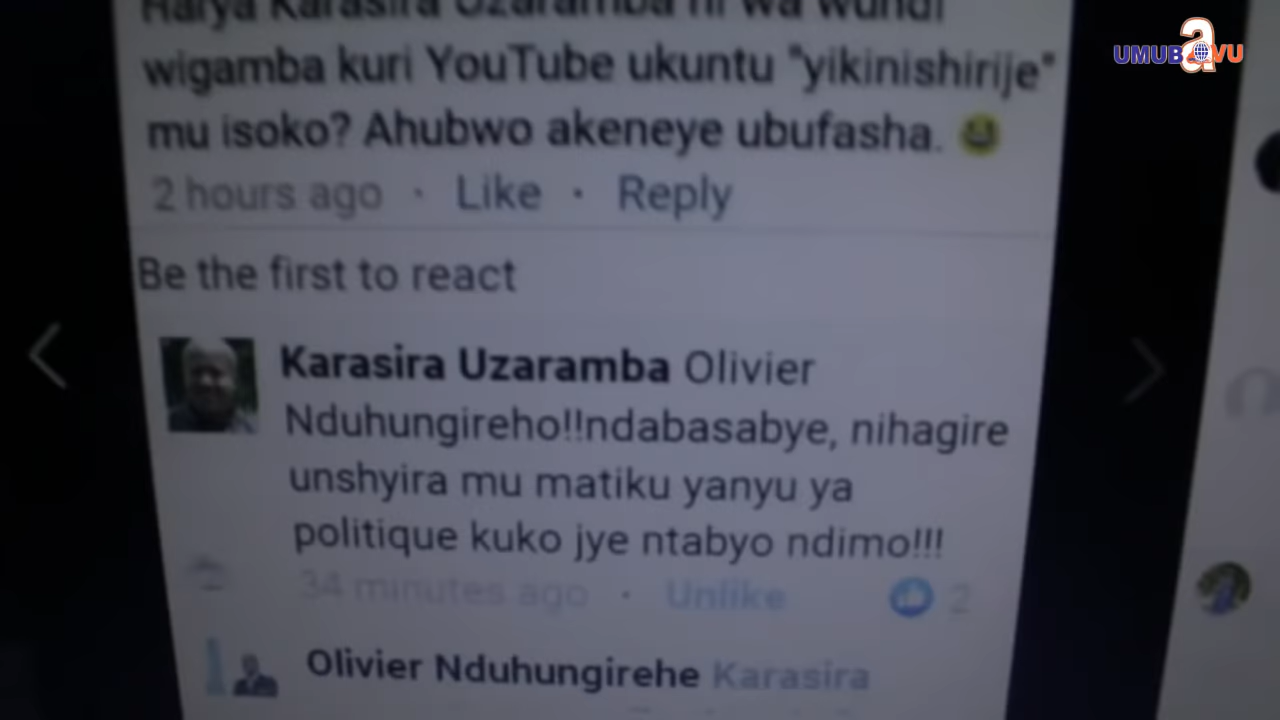 Harya Karasira Uzaramba ni wa wundi
UMUBaVU
wigamba kuri YouTube ukuntu "yikinishirije"
mu isoko? Ahubwo akeneye ubufasha. 😄
2 hours ago · Like · Reply
Be the first to react
Karasira Uzaramba Olivier
Nduhungireho!!ndabasabye, nihagire
unshyira mu matiku yanyu ya
politique kuko jye ntabyo ndimo!!!
34 minutes ago · Unlike 2
Olivier Nduhungirehe Karasira